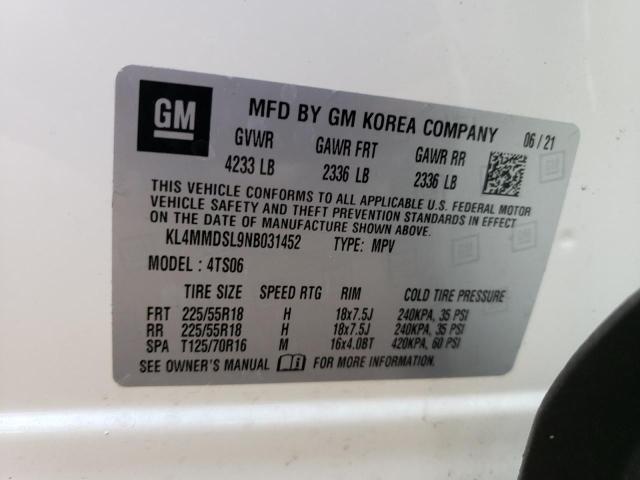 GM
MFD BY GM KOREA COMPANY 06/21
GVWR GAWR FRT GAWR RR
4233 LB 2336 LB 2336 LB
THIS VEHICLE CONFORMS TO ALL APPLICABLE U.S. FEDERAL MOTOR
VEHICLE SAFETY AND THEFT PREVENTION STANDARDS IN EFFECT
ON THE DATE OF MANUFACTURE SHOWN ABOVE.
KL4MMDSL9NB031452 TYPE: MPV
MODEL: 4TS06
TIRE SIZE SPEED RTG RIM COLD TIRE PRESSURE
FRT 225/55R18 H 18x7.5J 240KPA, 35 PSI
RR 225/55R18 H 18x7.5J 240KPA, 35 PSI
SPA T125/70R16 M 16x4.0BT 420KPA, 60 PSI
SEE OWNER'S MANUAL FOR MORE INFORMATION.